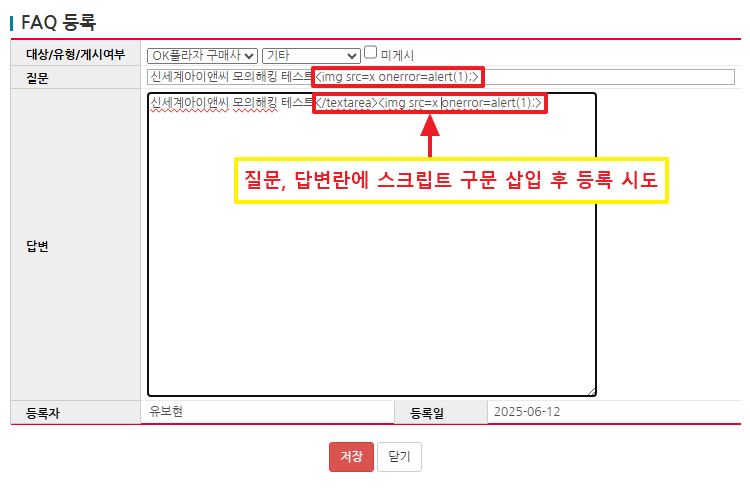 FAQ 등록
대상/유형/게시여부 OK플라자 구매사 기타 미게시
질문 신세계아이앤씨 모의해킹 테스트<img src=x onerror=alert(1);>
신세계아이앤씨 모의해킹 테스트</textarea><img src=x onerror=alert(1);>
질문, 답변란에 스크립트 구문 삽입 후 등록 시도
답변
등록자 유보현 등록일 2025-06-12
저장 닫기